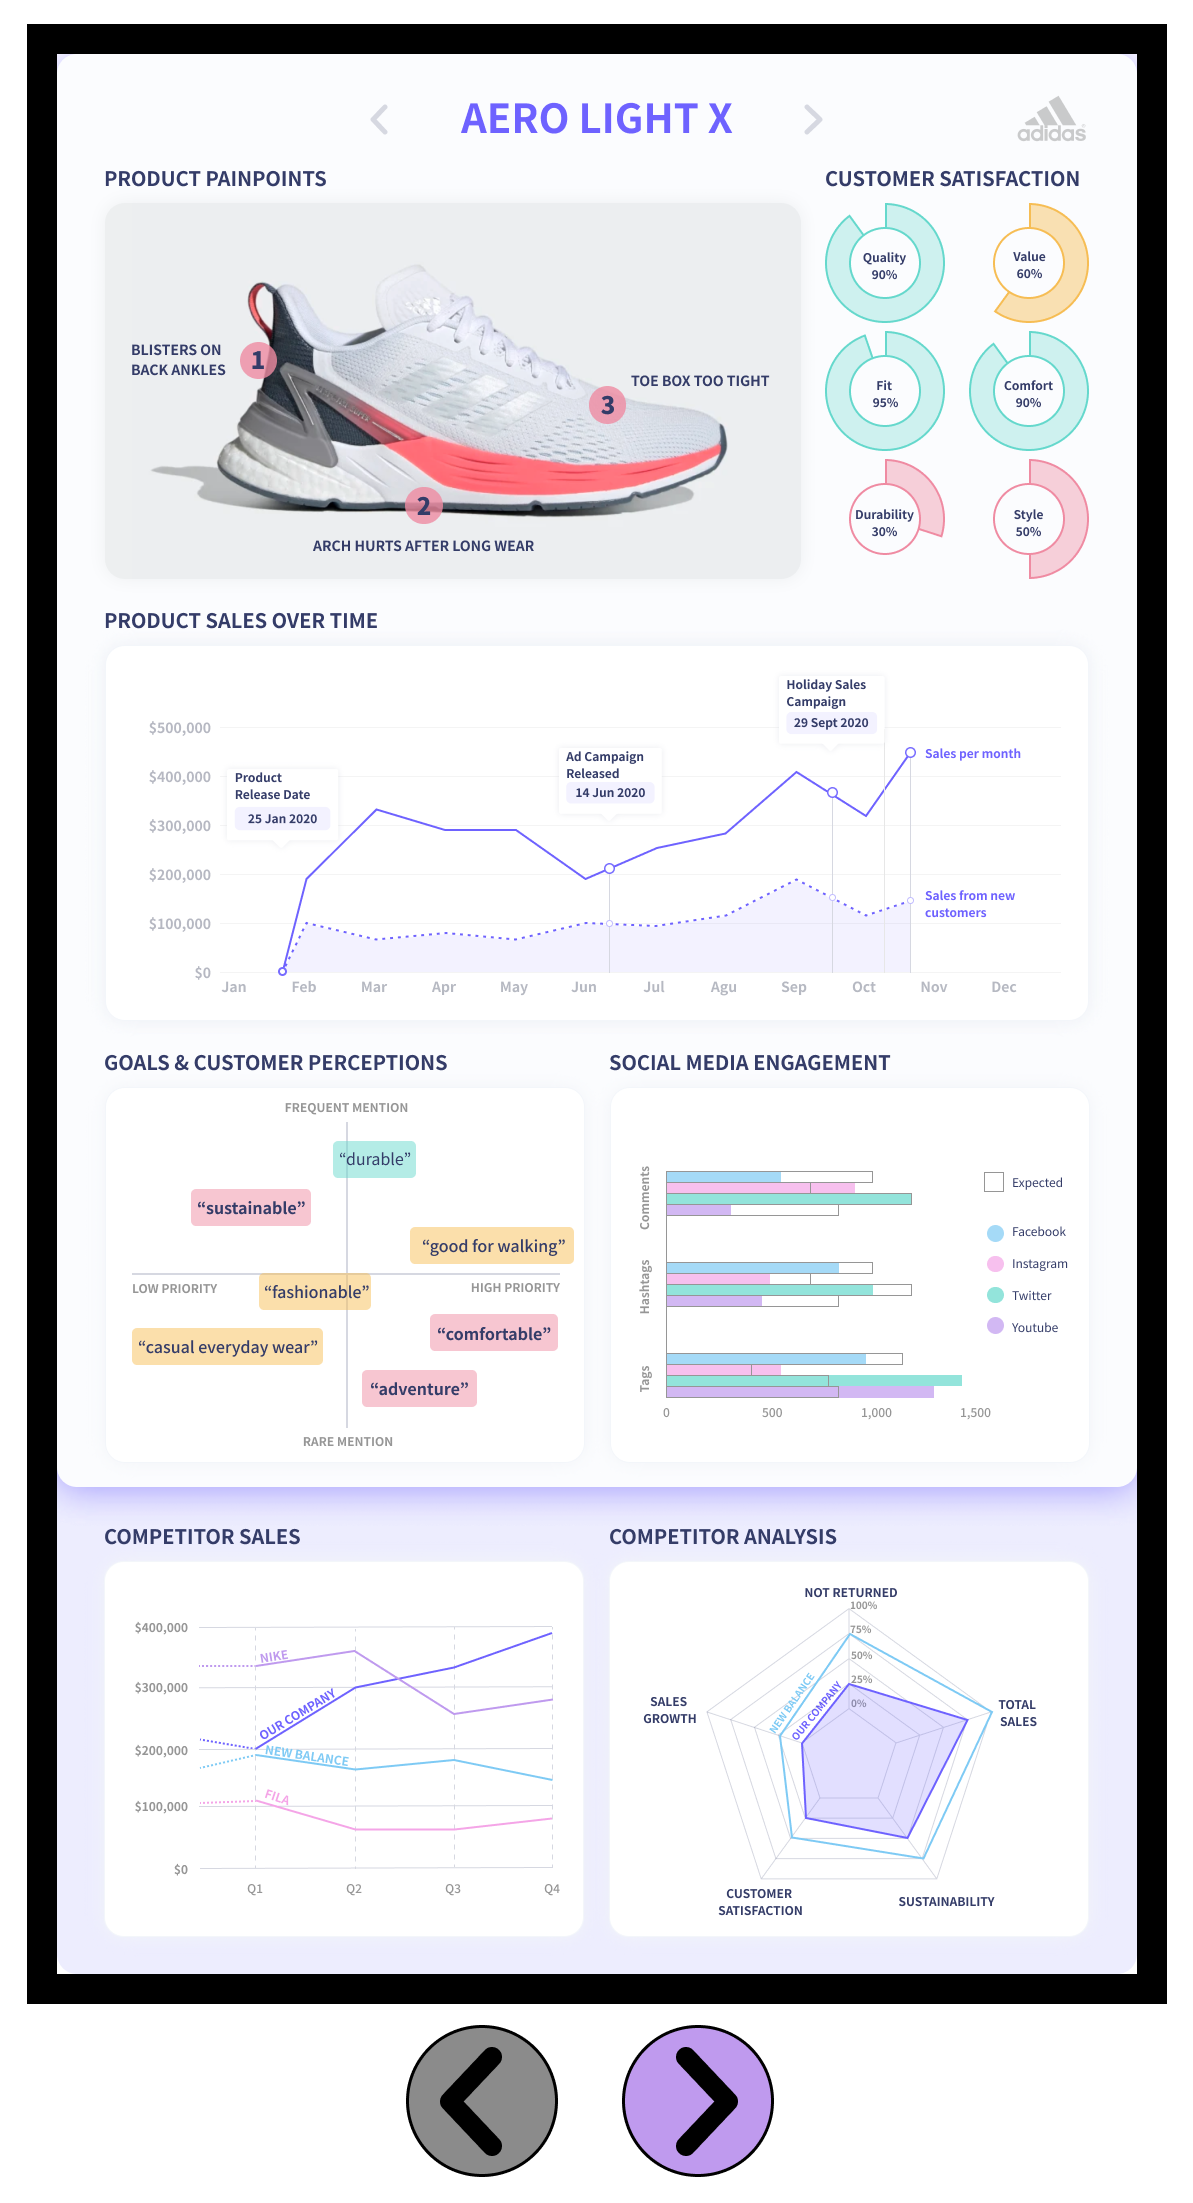 AERO LIGHT X
adidas
PRODUCT PAINPOINTS
BLISTERS ON
BACK ANKLES
1
TOE BOX TOO TIGHT
3
2
ARCH HURTS AFTER LONG WEAR
CUSTOMER SATISFACTION
Quality
90%
Value
60%
Fit
95%
Comfort
90%
Durability
30%
Style
50%
PRODUCT SALES OVER TIME
$500,000
$400,000
$300,000
$200,000
$100,000
$0
Product
Release Date
25 Jan 2020
Ad Campaign
Released
14 Jun 2020
Holiday Sales
Campaign
29 Sept 2020
Sales per month
Sales from new
customers
Jan Feb Mar Apr May Jun Jul Agu Sep Oct Nov Dec
GOALS & CUSTOMER PERCEPTIONS
FREQUENT MENTION
“durable”
“sustainable”
“good for walking”
LOW PRIORITY
HIGH PRIORITY
“fashionable”
“comfortable”
“casual everyday wear”
“adventure”
RARE MENTION
SOCIAL MEDIA ENGAGEMENT
Comments
Hashtags
Tags
0 500 1,000 1,500
Expected
Facebook
Instagram
Twitter
Youtube
COMPETITOR SALES
$400,000
$300,000
$200,000
$100,000
$0
NIKE
OUR COMPANY
NEW BALANCE
FILA
Q1 Q2 Q3 Q4
COMPETITOR ANALYSIS
NOT RETURNED
100%
75%
50%
25%
0%
NEW BALANCE
OUR COMPANY
SALES
GROWTH
TOTAL
SALES
CUSTOMER
SATISFACTION
SUSTAINABILITY